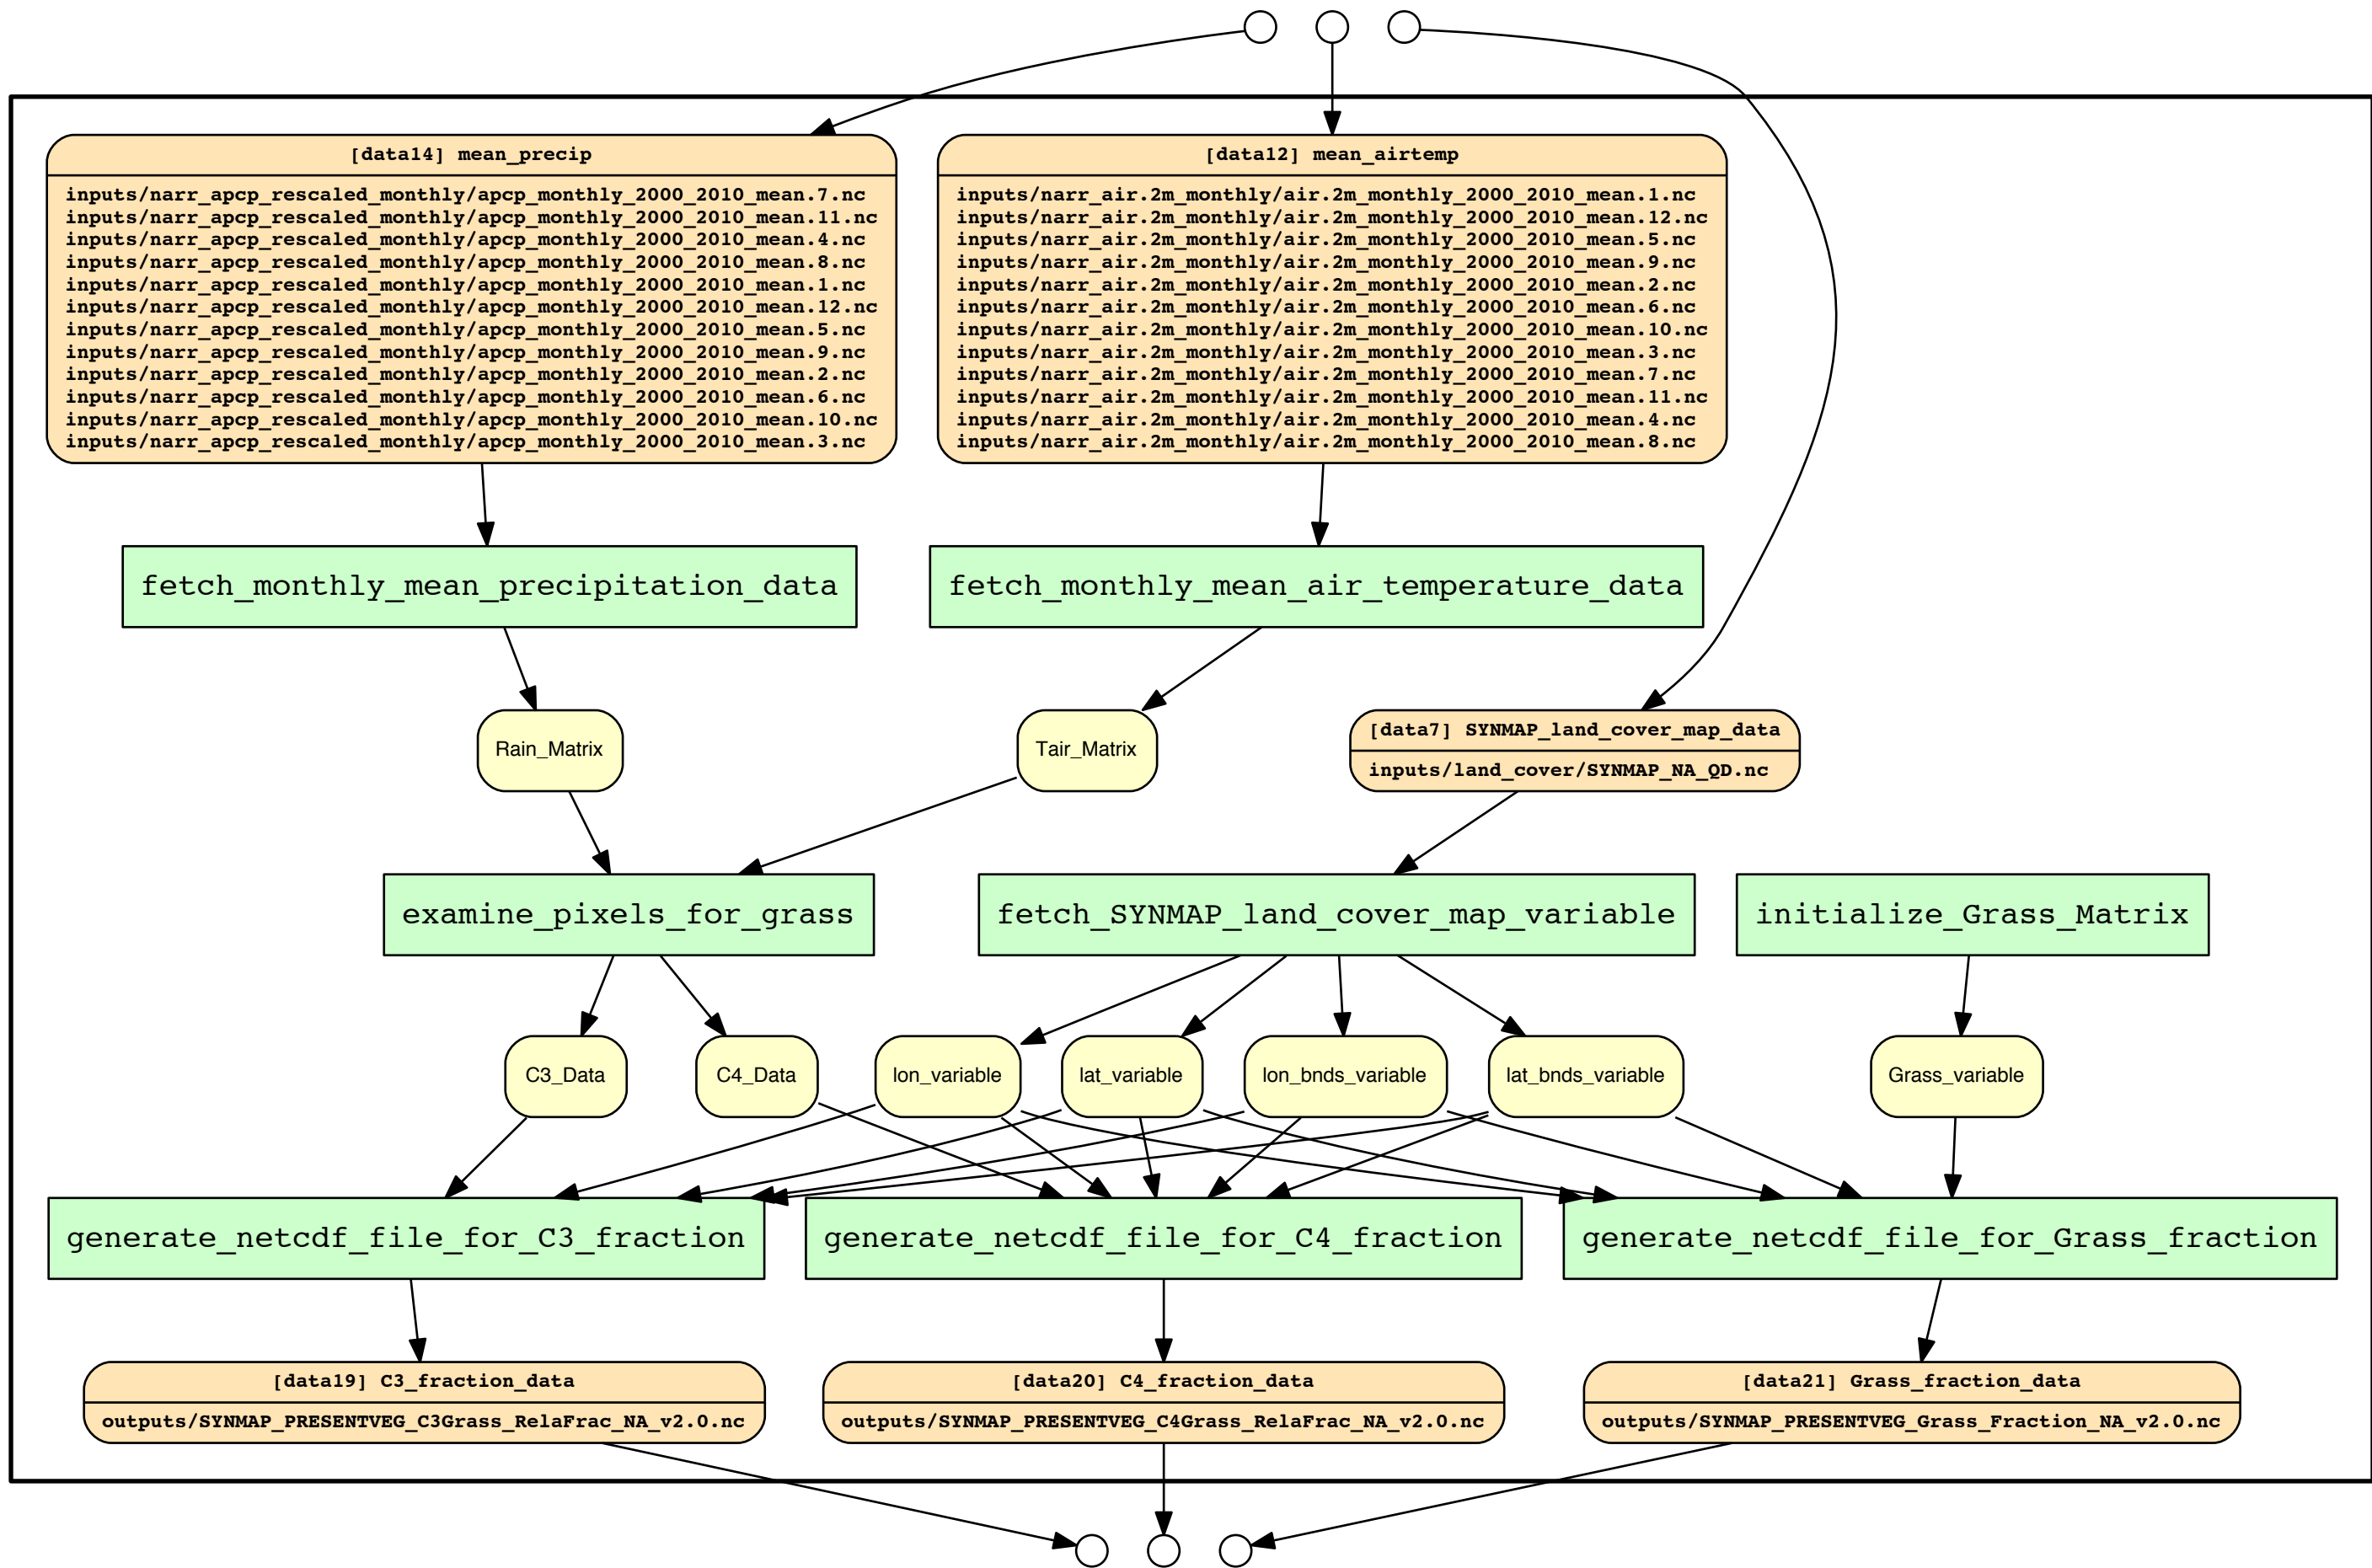 [data14] mean_precip
inputs/narr_apcp_rescaled_monthly/apcp_monthly_2000_2010_mean.7.nc
inputs/narr_apcp_rescaled_monthly/apcp_monthly_2000_2010_mean.11.nc
inputs/narr_apcp_rescaled_monthly/apcp_monthly_2000_2010_mean.4.nc
inputs/narr_apcp_rescaled_monthly/apcp_monthly_2000_2010_mean.8.nc
inputs/narr_apcp_rescaled_monthly/apcp_monthly_2000_2010_mean.1.nc
inputs/narr_apcp_rescaled_monthly/apcp_monthly_2000_2010_mean.12.nc
inputs/narr_apcp_rescaled_monthly/apcp_monthly_2000_2010_mean.5.nc
inputs/narr_apcp_rescaled_monthly/apcp_monthly_2000_2010_mean.9.nc
inputs/narr_apcp_rescaled_monthly/apcp_monthly_2000_2010_mean.2.nc
inputs/narr_apcp_rescaled_monthly/apcp_monthly_2000_2010_mean.6.nc
inputs/narr_apcp_rescaled_monthly/apcp_monthly_2000_2010_mean.10.nc
inputs/narr_apcp_rescaled_monthly/apcp_monthly_2000_2010_mean.3.nc
[data12] mean_airtemp
inputs/narr_air.2m_monthly/air.2m_monthly_2000_2010_mean.1.nc
inputs/narr_air.2m_monthly/air.2m_monthly_2000_2010_mean.12.nc
inputs/narr_air.2m_monthly/air.2m_monthly_2000_2010_mean.5.nc
inputs/narr_air.2m_monthly/air.2m_monthly_2000_2010_mean.9.nc
inputs/narr_air.2m_monthly/air.2m_monthly_2000_2010_mean.2.nc
inputs/narr_air.2m_monthly/air.2m_monthly_2000_2010_mean.6.nc
inputs/narr_air.2m_monthly/air.2m_monthly_2000_2010_mean.10.nc
inputs/narr_air.2m_monthly/air.2m_monthly_2000_2010_mean.3.nc
inputs/narr_air.2m_monthly/air.2m_monthly_2000_2010_mean.7.nc
inputs/narr_air.2m_monthly/air.2m_monthly_2000_2010_mean.11.nc
inputs/narr_air.2m_monthly/air.2m_monthly_2000_2010_mean.4.nc
inputs/narr_air.2m_monthly/air.2m_monthly_2000_2010_mean.8.nc
fetch_monthly_mean_precipitation_data
fetch_monthly_mean_air_temperature_data
Rain_Matrix
Tair_Matrix
[data7] SYNMAP_land_cover_map_data
inputs/land_cover/SYNMAP_NA_QD.nc
examine_pixels_for_grass
fetch_SYNMAP_land_cover_map_variable
initialize_Grass_Matrix
C3_Data
C4_Data
lon_variable
lat_variable
lon_bnds_variable
lat_bnds_variable
Grass_variable
generate_netcdf_file_for_C3_fraction
generate_netcdf_file_for_C4_fraction
generate_netcdf_file_for_Grass_fraction
[data19] C3_fraction_data
outputs/SYNMAP_PRESENTVEG_C3Grass_RelaFrac_NA_v2.0.nc
[data20] C4_fraction_data
outputs/SYNMAP_PRESENTVEG_C4Grass_RelaFrac_NA_v2.0.nc
[data21] Grass_fraction_data
outputs/SYNMAP_PRESENTVEG_Grass_Fraction_NA_v2.0.nc